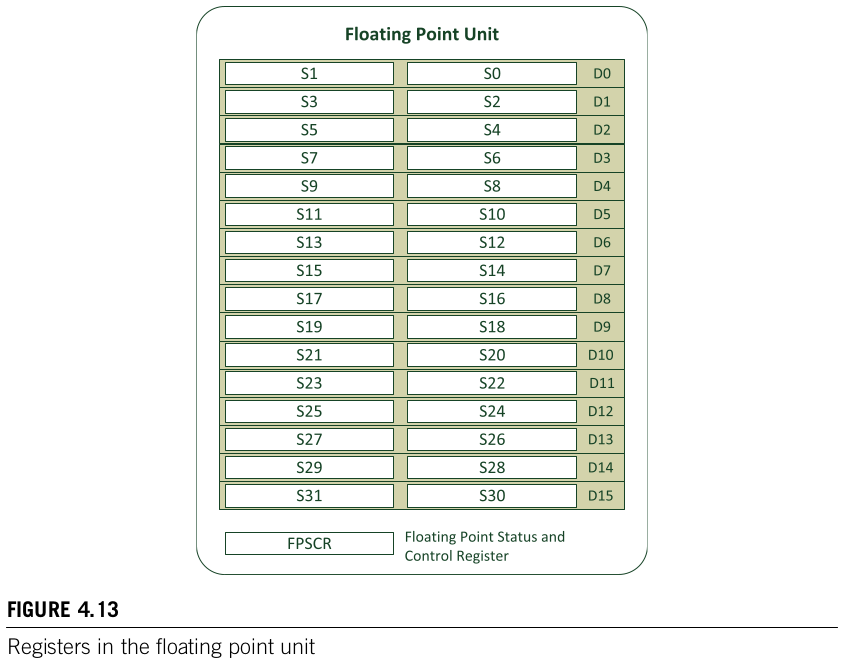 Floating Point Unit
S1 S0 D0
S3 S2 D1
S5 S4 D2
S7 S6 D3
S9 S8 D4
S11 S10 D5
S13 S12 D6
S15 S14 D7
S17 S16 D8
S19 S18 D9
S21 S20 D10
S23 S22 D11
S25 S24 D12
S27 S26 D13
S29 S28 D14
S31 S30 D15
FPSCR Floating Point Status and
Control Register
FIGURE 4.13
Registers in the floating point unit